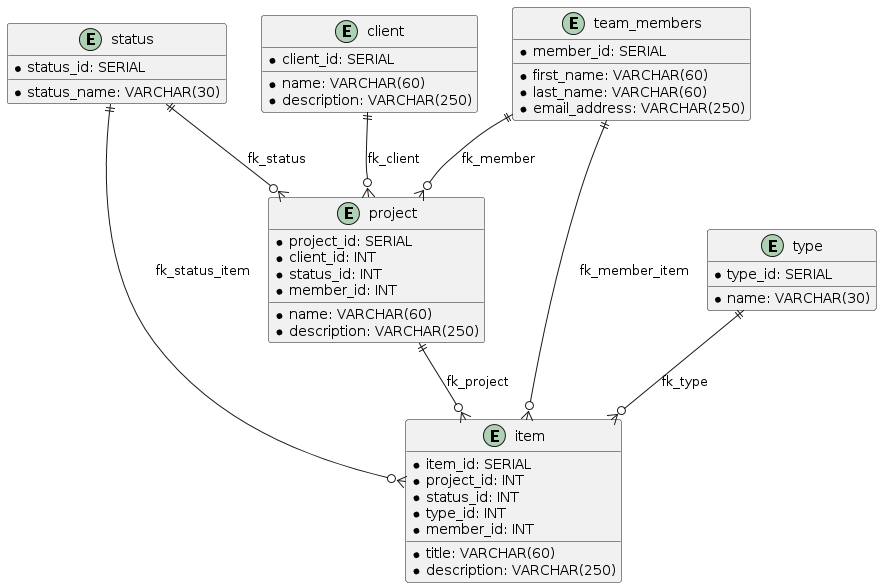 E status
* status_id: SERIAL
* status_name: VARCHAR(30)
E client
* client_id: SERIAL
* name: VARCHAR(60)
* description: VARCHAR(250)
E team_members
* member_id: SERIAL
* first_name: VARCHAR(60)
* last_name: VARCHAR(60)
* email_address: VARCHAR(250)
fk_status
fk_client
fk_member
E project
* project_id: SERIAL
* client_id: INT
* status_id: INT
* member_id: INT
* name: VARCHAR(60)
* description: VARCHAR(250)
E type
* type_id: SERIAL
* name: VARCHAR(30)
fk_status_item
fk_member_item
fk_project
fk_type
E item
* item_id: SERIAL
* project_id: INT
* status_id: INT
* type_id: INT
* member_id: INT
* title: VARCHAR(60)
* description: VARCHAR(250)